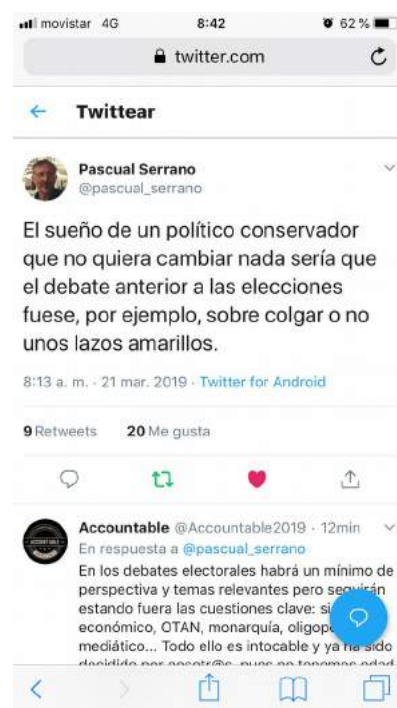 movistar 4G 8:42 62 %
twitter.com
Twittear
Pascual Serrano
@pascual_serrano
El sueño de un político conservador
que no quiera cambiar nada sería que
el debate anterior a las elecciones
fuese, por ejemplo, sobre colgar o no
unos lazos amarillos.
8:13 a. m. · 21 mar. 2019 · Twitter for Android
9 Retweets 20 Me gusta
Accountable @Accountable2019 · 12min
En respuesta a @pascual_serrano
En los debates electorales habrá un mínimo de
perspectiva y temas relevantes pero seguirán
estando fuera las cuestiones clave:
económico, OTAN, monarquía,
mediático... Todo ello es intocable y ya ha sido